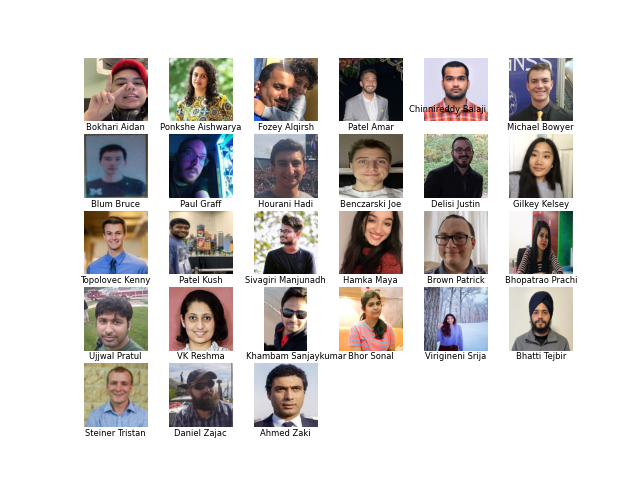 Bokhari Aidan
Ponkshe Aishwarya
Fozey Alqirsh
Patel Amar
Chinnireddy Balaji
Michael Bowyer
Blum Bruce
Paul Graff
Hourani Hadi
Benczarski Joe
Delisi Justin
Gilkey Kelsey
Topolovec Kenny
Patel Kush
Sivagiri Manjunadh
Hamka Maya
Brown Patrick
Bhopatrao Prachi
Ujjwal Pratul
VK Reshma
Khambam Sanjaykumar
Bhor Sonal
Virigineni Srija
Bhatti Tejbir
Steiner Tristan
Daniel Zajac
Ahmed Zaki